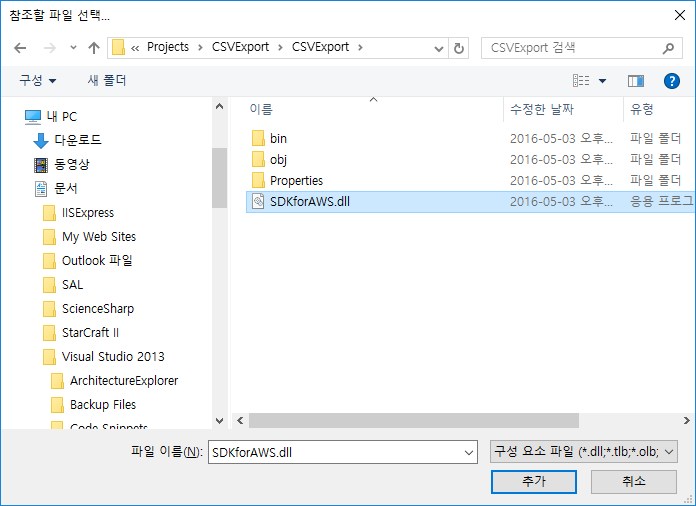 참조할 파일 선택...
« Projects › CSVExport › CSVExport ›
CSVExport 검색
구성 새 폴더
내 PC
다운로드
동영상
문서
IISExpress
My Web Sites
Outlook 파일
SAL
ScienceSharp
StarCraft II
Visual Studio 2013
ArchitectureExplorer
Backup Files
Code Snippets
이름 수정한 날짜 유형
bin 2016-05-03 오후... 파일 폴더
obj 2016-05-03 오후... 파일 폴더
Properties 2016-05-03 오후... 파일 폴더
SDKforAWS.dll 2016-05-03 오후... 응용 프로그
파일 이름(N): SDKforAWS.dll 구성 요소 파일 (*.dll;*.tlb;*.olb;
추가 취소